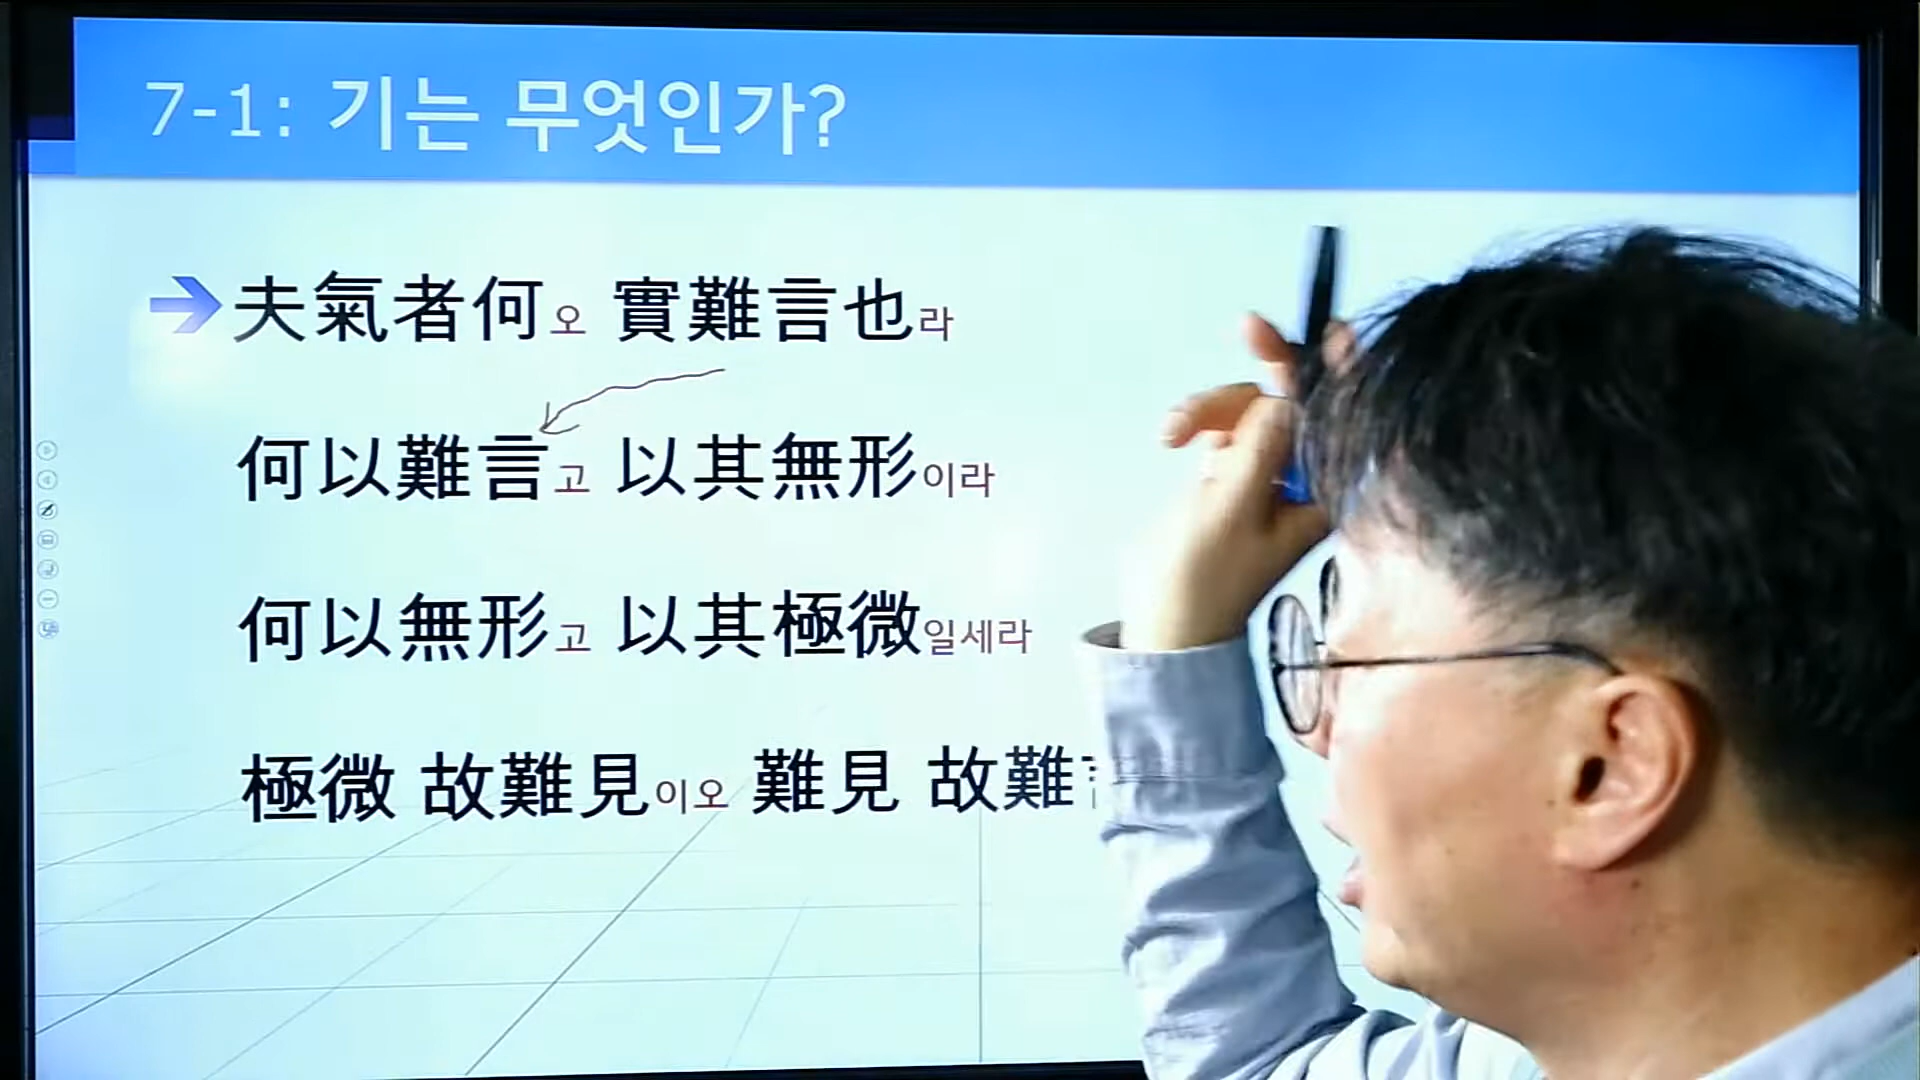 7-1: 기는 무엇인가?
夫氣者何오 實難言也라
何以難言고 以其無形이라
何以無形고 以其極微일세라
極微 故難見이오 難見 故難